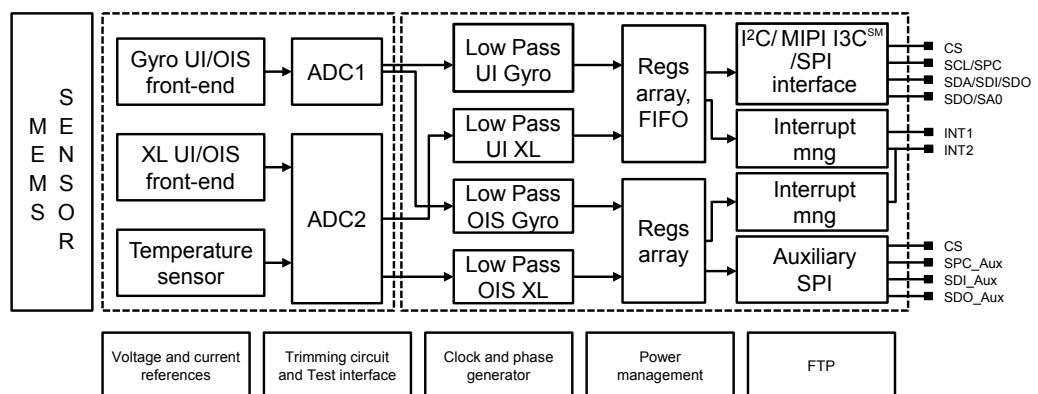 MEMS
SENSOR
Gyro UI/OIS
front-end
XL UI/OIS
front-end
Temperature
sensor
ADC1
ADC2
Low Pass
UI Gyro
Low Pass
UI XL
Low Pass
OIS Gyro
Low Pass
OIS XL
Regs
array,
FIFO
Regs
array
I²C/ MIPI I3C℠
/SPI
interface
Interrupt
mng
Interrupt
mng
Auxiliary
SPI
CS
SCL/SPC
SDA/SDI/SDO
SDO/SA0
INT1
INT2
CS
SPC_Aux
SDI_Aux
SDO_Aux
Voltage and current
references
Trimming circuit
and Test interface
Clock and phase
generator
Power
management
FTP